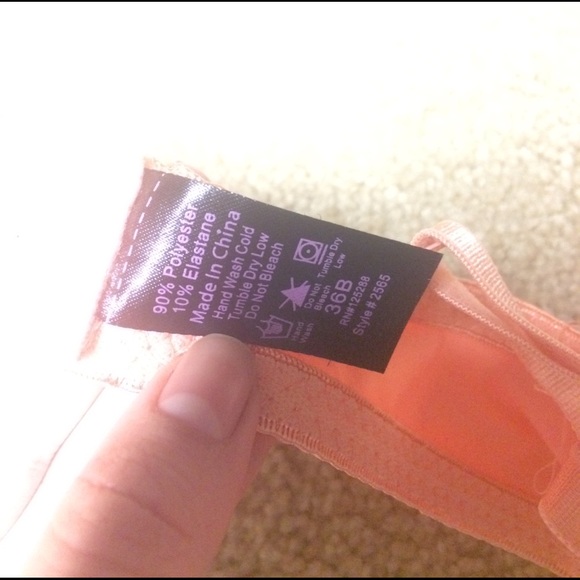 90% Polyester
10% Elastane
Made In China
Hand Wash Cold
Tumble Dry Low
Do Not Bleach
Hand
Wash
Do Not
Bleach
Tumble Dry
Low
36B
RN#125288
Style # 2565